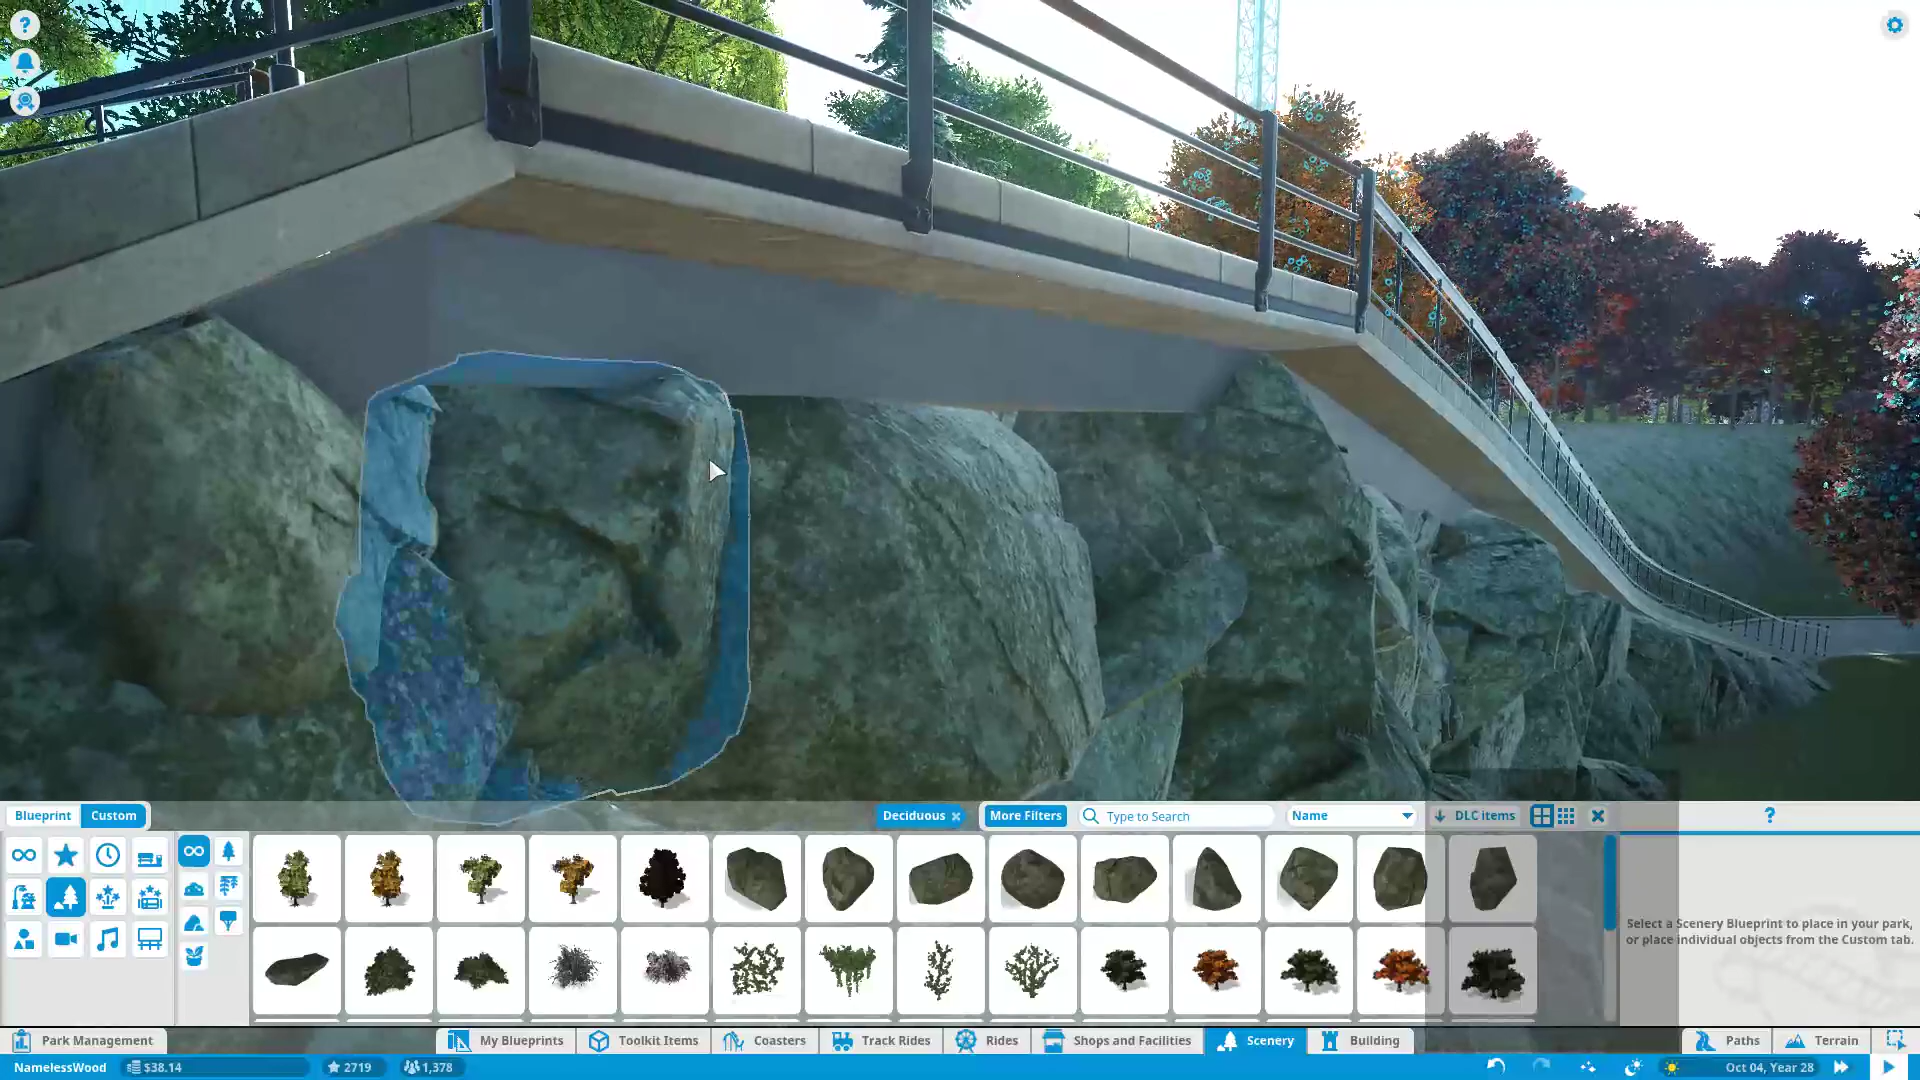 ?
Blueprint Custom
Deciduous × More Filters Type to Search Name DLC items
?
Select a Scenery Blueprint to place in your park,
or place individual objects from the Custom tab.
Park Management My Blueprints Toolkit Items Coasters Track Rides Rides Shops and Facilities Scenery Building Paths Terrain
NamelessWood $38.14 2719 1,378 Oct 04, Year 28